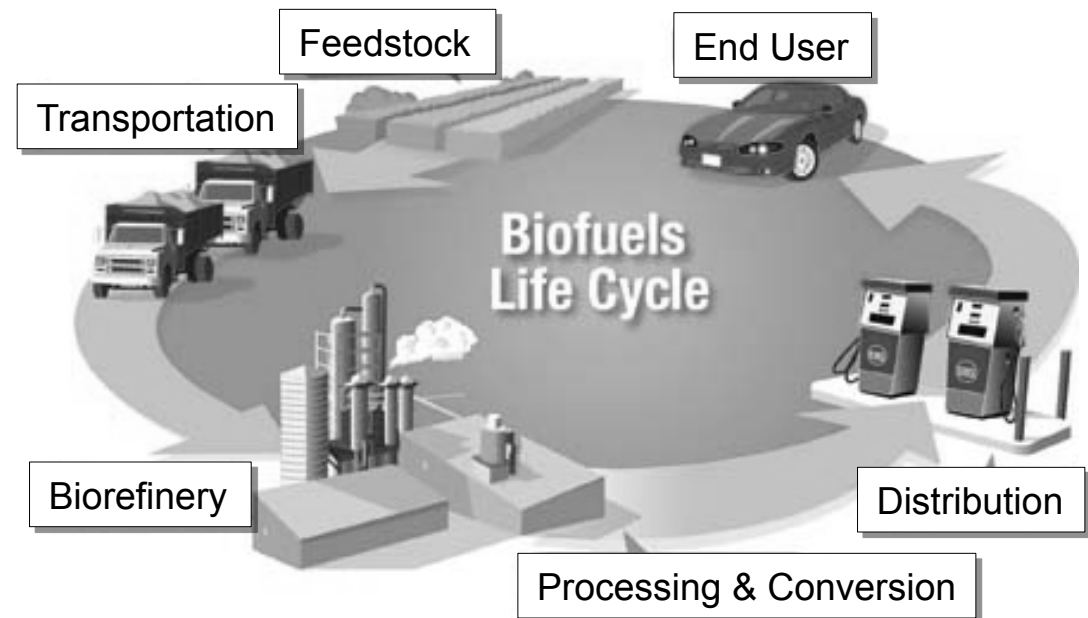 Feedstock
End User
Transportation
Biofuels
Life Cycle
Biorefinery
Distribution
Processing & Conversion